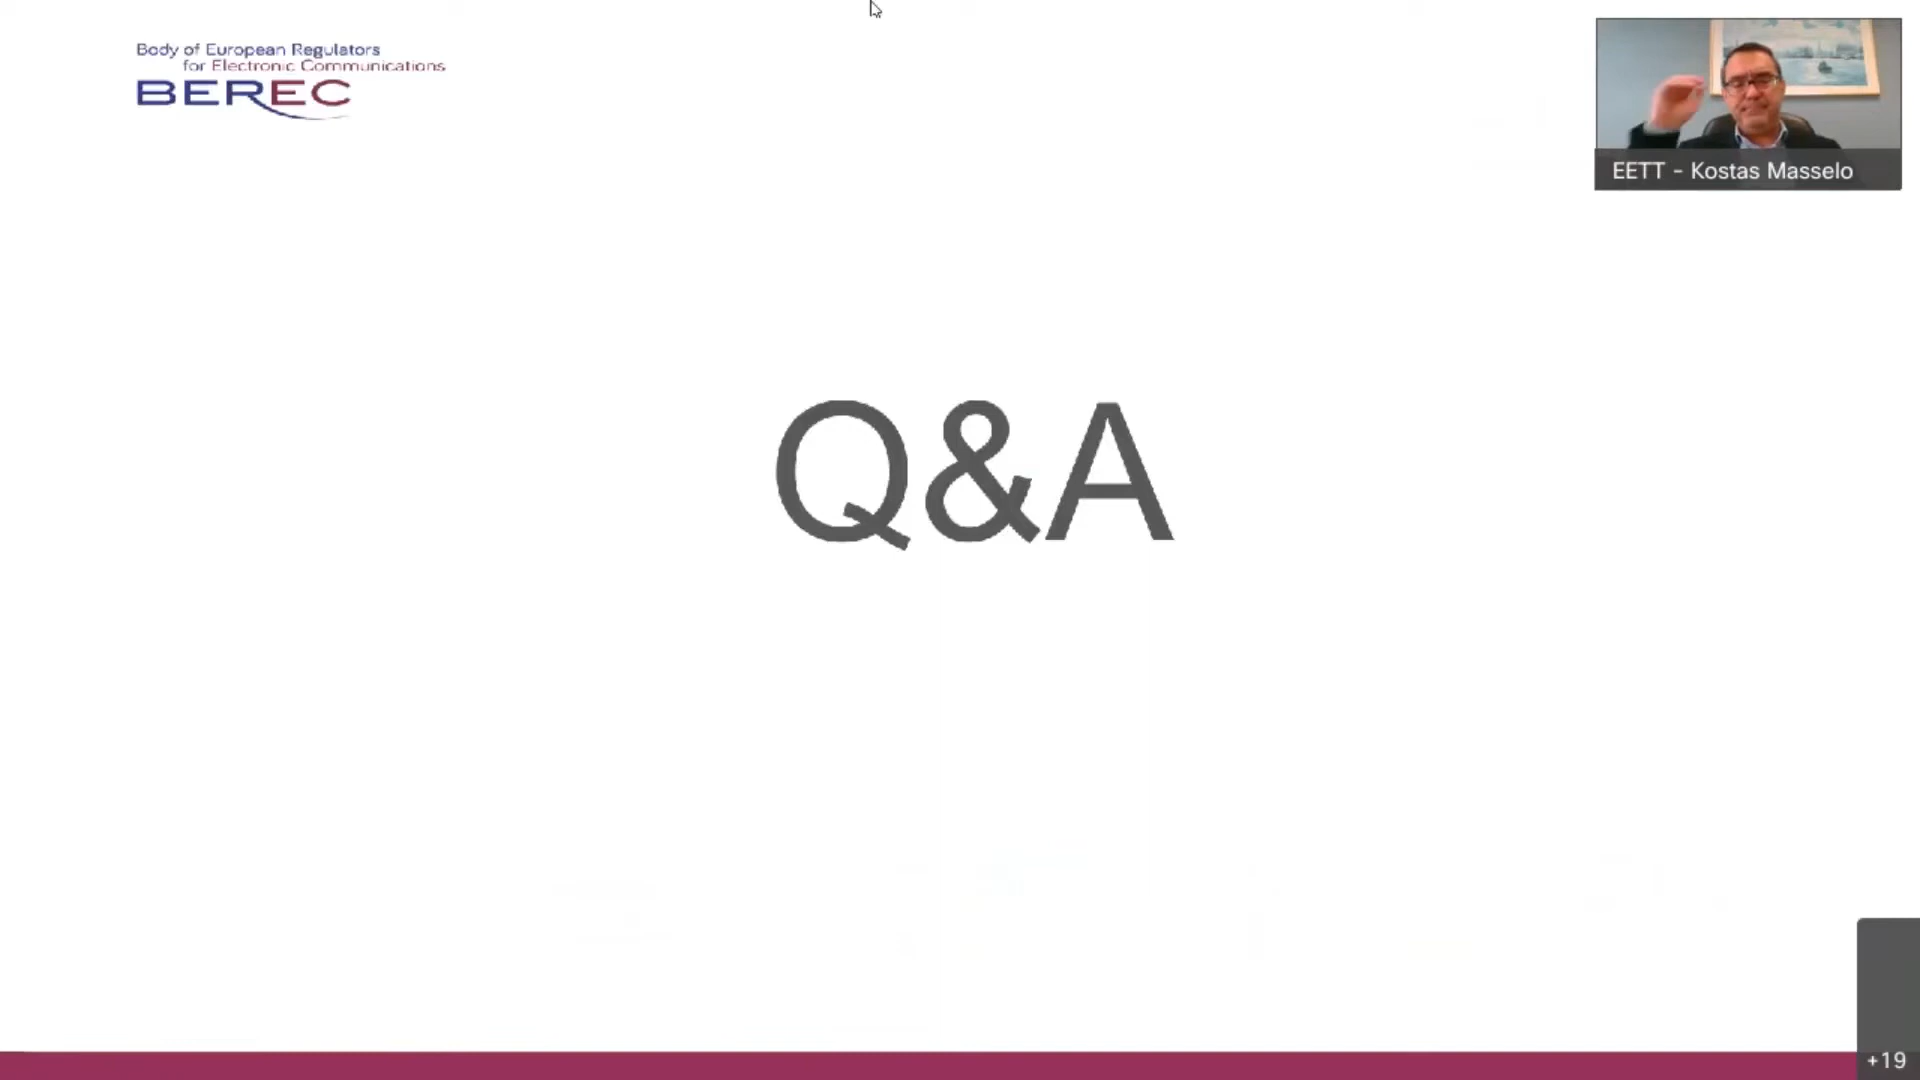 Body of European Regulators
for Electronic Communications
BEREC
EETT - Kostas Masselo
Q&A
+19